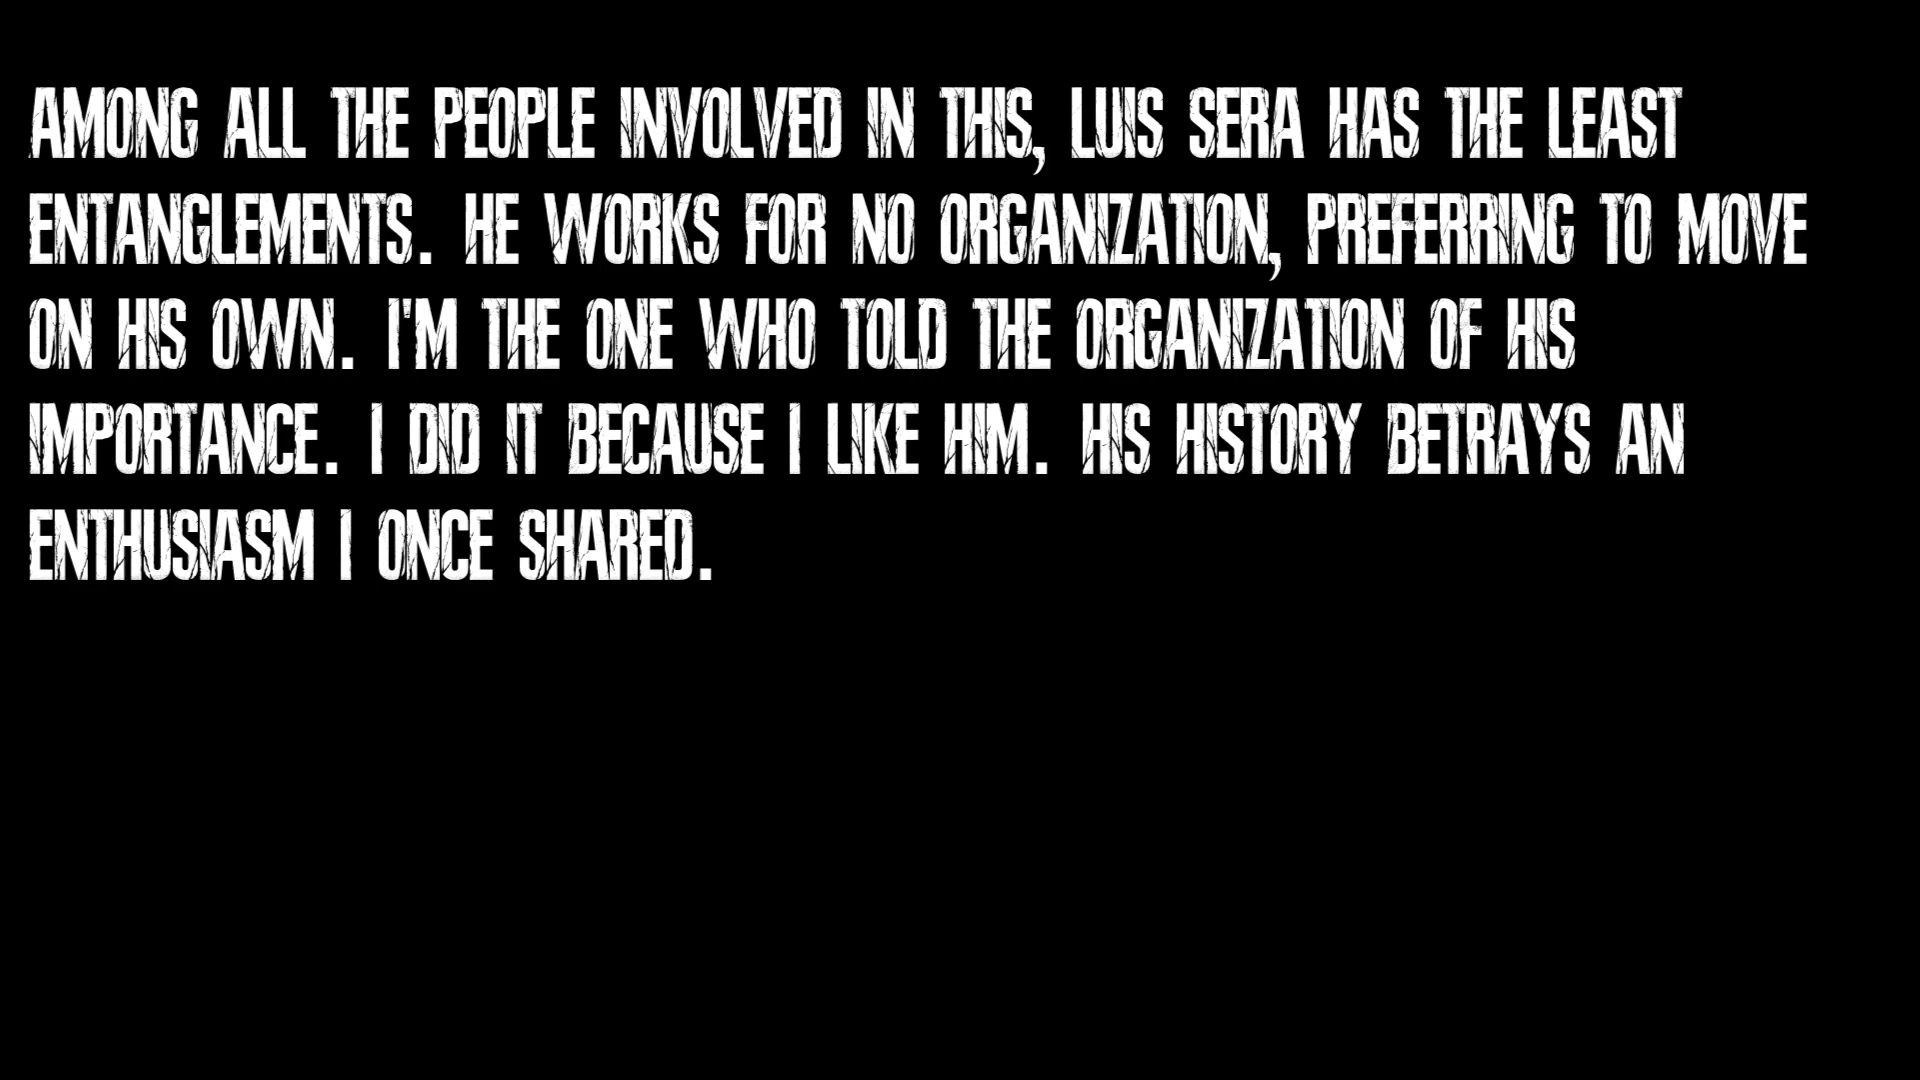 AMONG ALL THE PEOPLE INVOLVED IN THIS, LUIS SERA HAS THE LEAST
ENTANGLEMENTS. HE WORKS FOR NO ORGANIZATION, PREFERRING TO MOVE
ON HIS OWN. I'M THE ONE WHO TOLD THE ORGANIZATION OF HIS
IMPORTANCE. I DID IT BECAUSE I LIKE HIM. HIS HISTORY BETRAYS AN
ENTHUSIASM I ONCE SHARED.